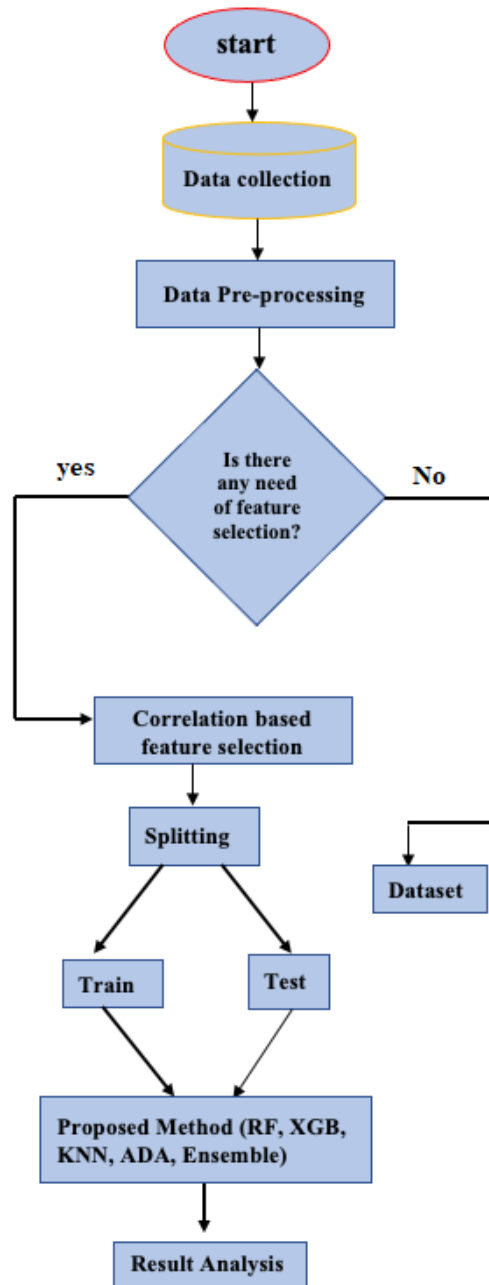 start
Data collection
Data Pre-processing
Is there
any need
of feature
selection?
yes
No
Correlation based
feature selection
Splitting
Dataset
Train
Test
Proposed Method (RF, XGB,
KNN, ADA, Ensemble)
Result Analysis